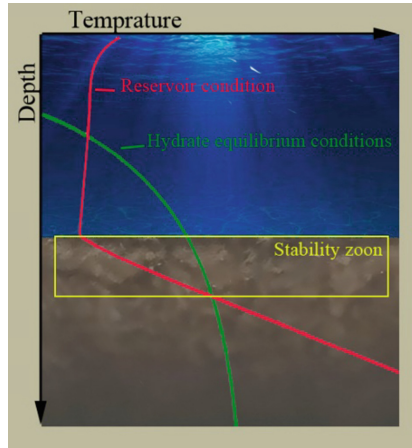 Temprature
Depth
Reservoir condition
Hydrate equilibrium conditions
Stability zoon